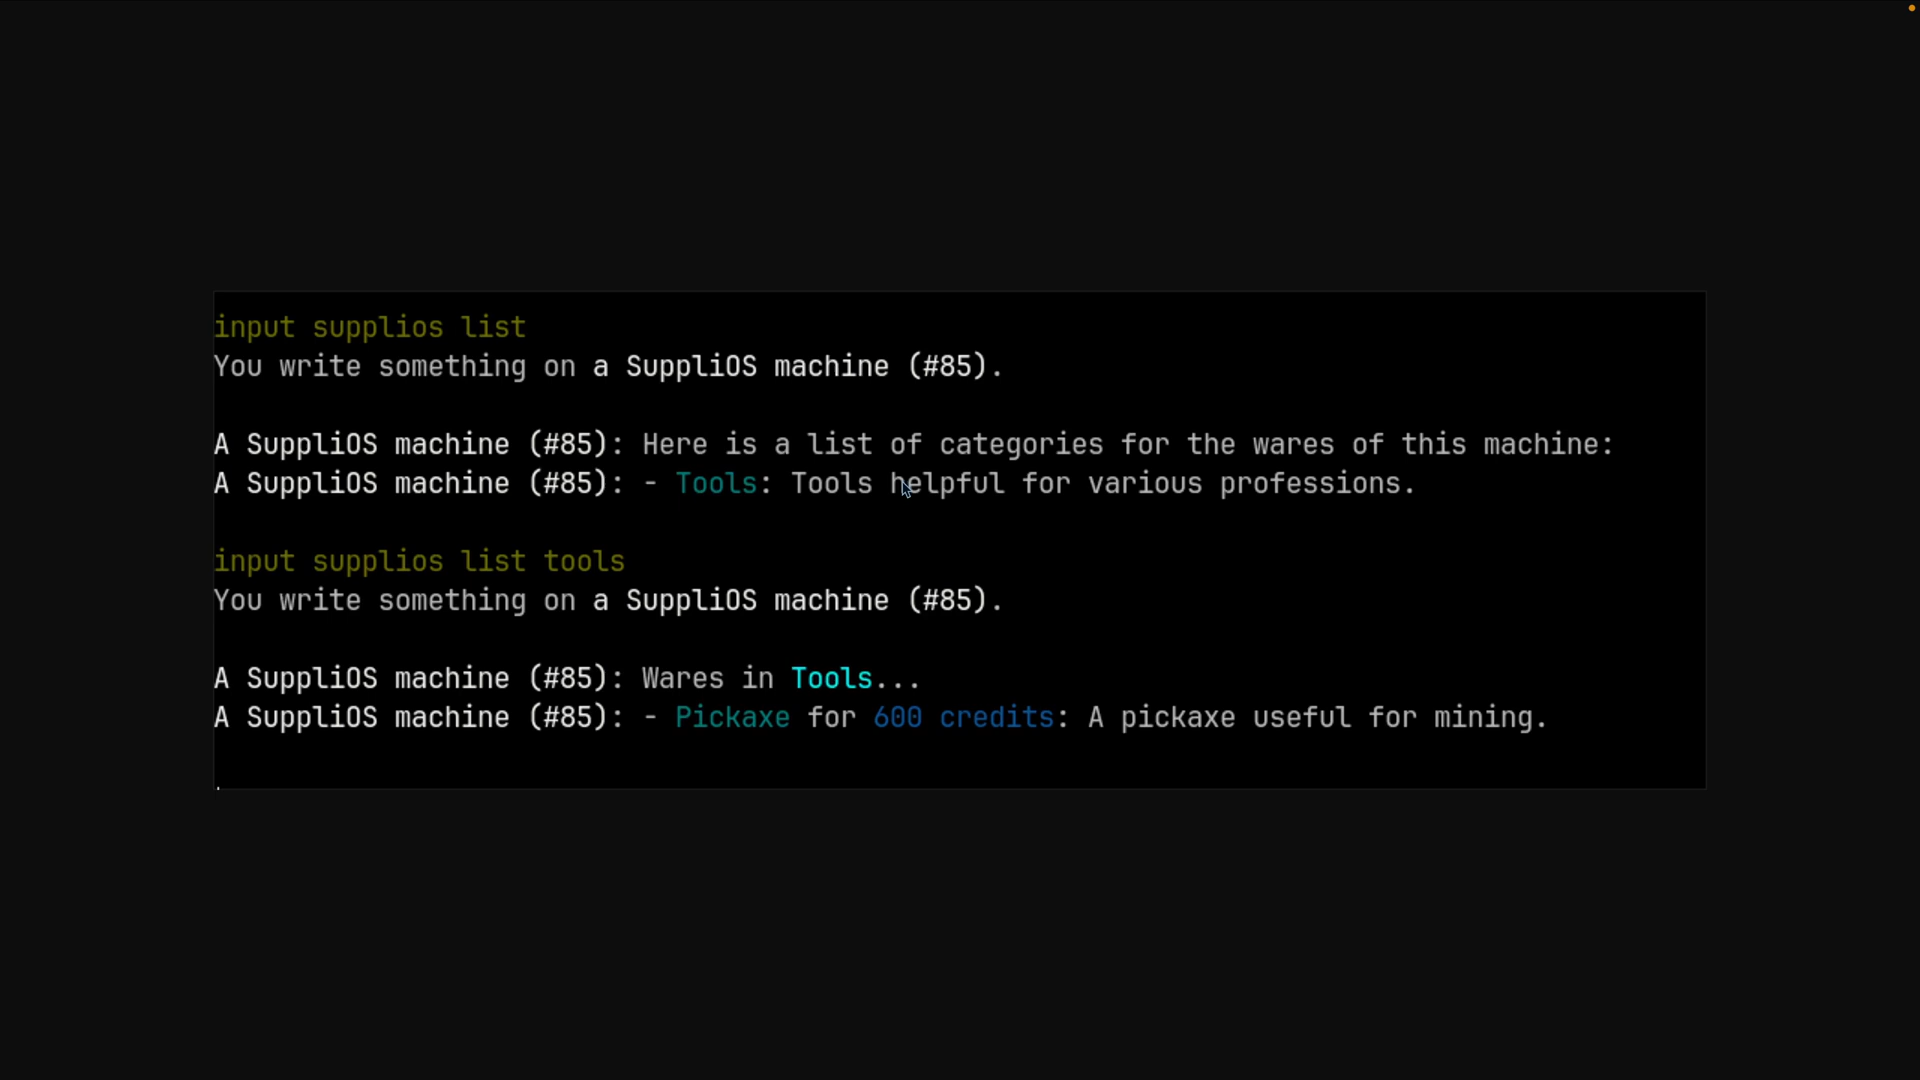 input supplios list
You write something on a SuppliOS machine (#85).
A SuppliOS machine (#85): Here is a list of categories for the wares of this machine:
A SuppliOS machine (#85): - Tools: Tools helpful for various professions.
input supplios list tools
You write something on a SuppliOS machine (#85).
A SuppliOS machine (#85): Wares in Tools...
A SuppliOS machine (#85): - Pickaxe for 600 credits: A pickaxe useful for mining.